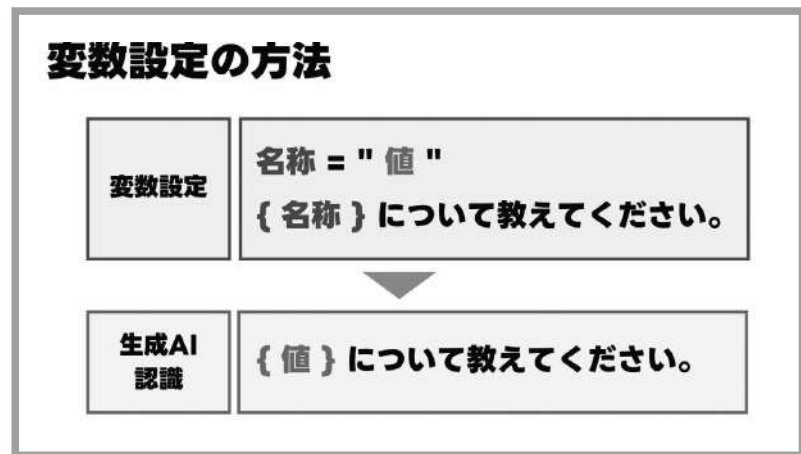 変数設定の方法
変数設定
名称 = " 値 "
{ 名称 } について教えてください。
生成AI
認識
{ 値 } について教えてください。